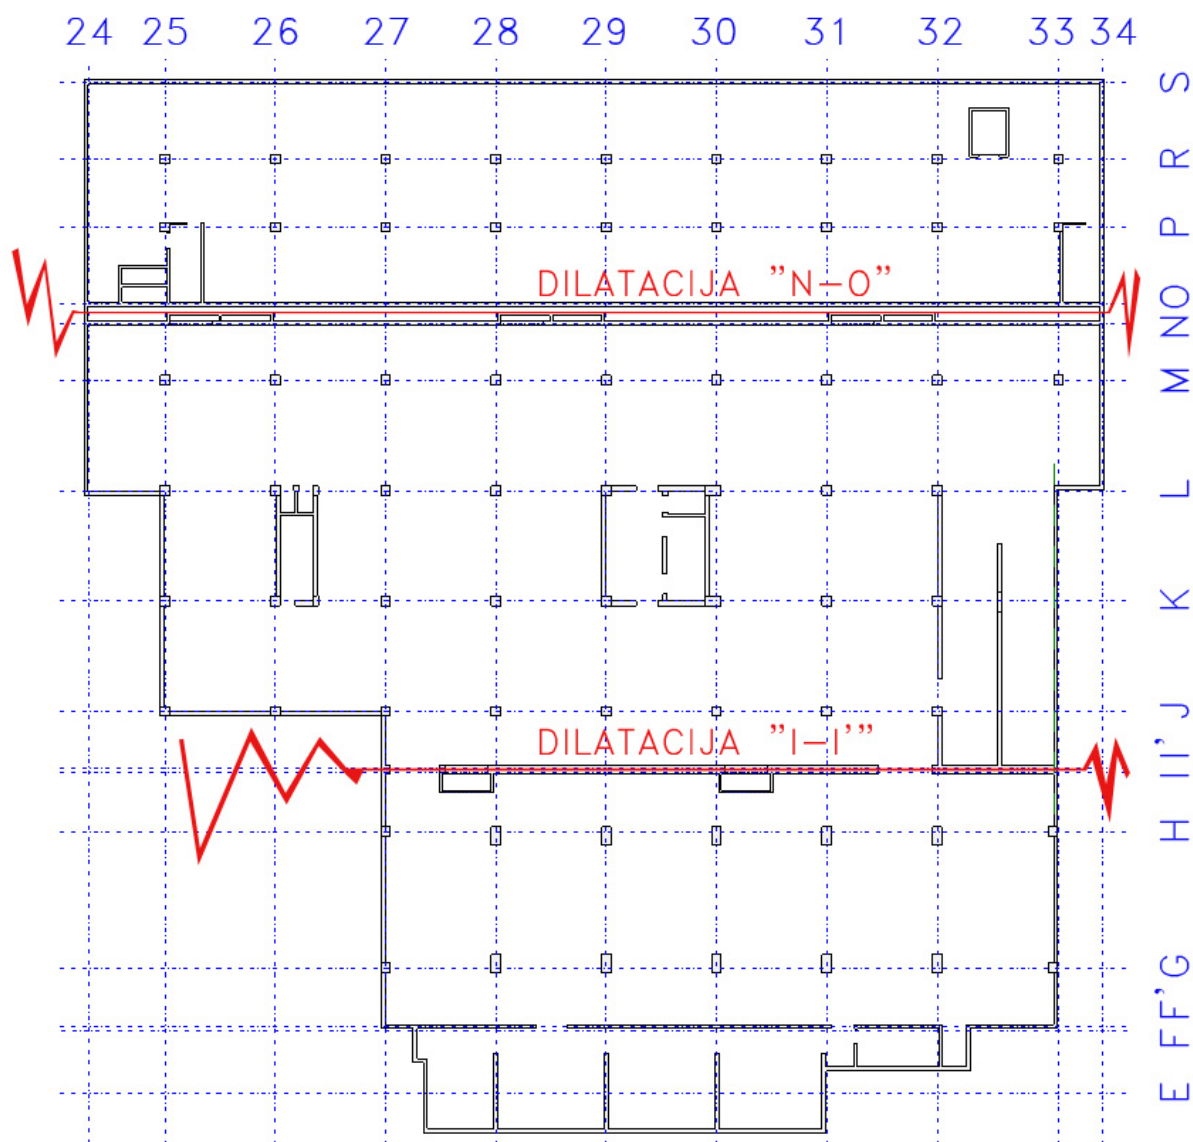 24 25 26 27 28 29 30 31 32 33 34
S
R
P
DILATACIJA "N-O"
NO
M
L
K
J
DILATACIJA "I-I'"
II'
H
G
FF'
E